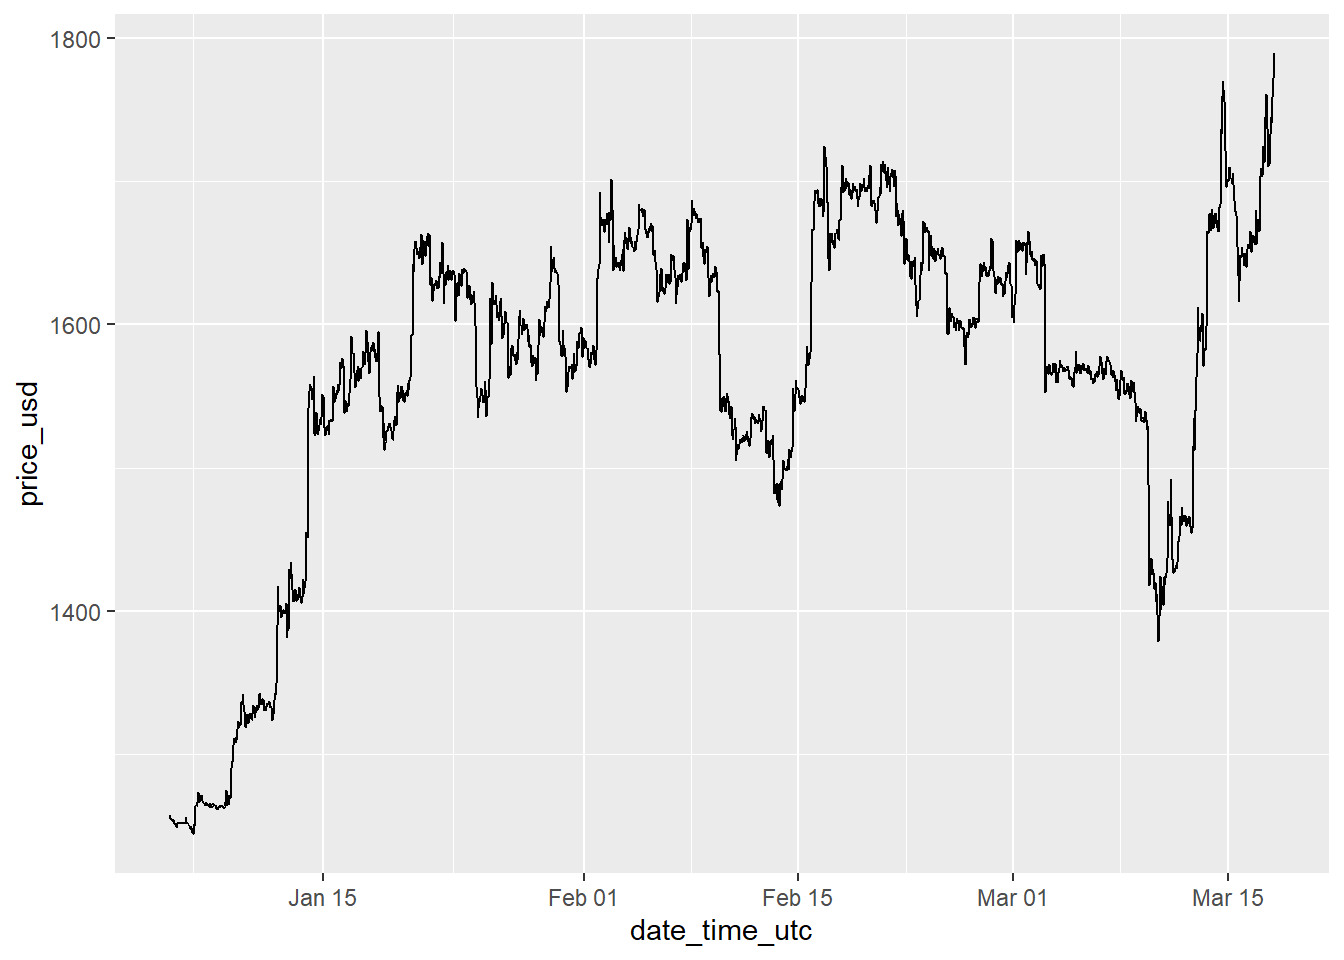 1800
1600
1400
price_usd
Jan 15
Feb 01
Feb 15
Mar 01
Mar 15
date_time_utc